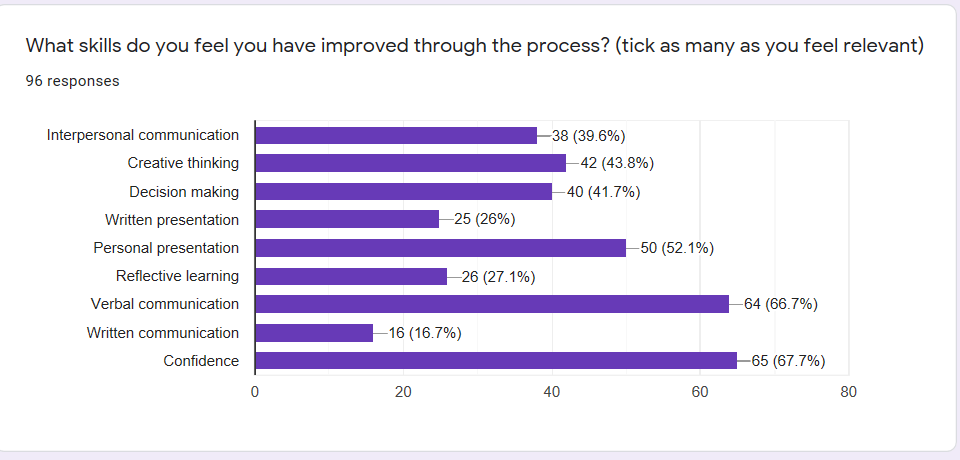 What skills do you feel you have improved through the process? (tick as many as you feel relevant)
96 responses
Interpersonal communication 38 (39.6%)
Creative thinking 42 (43.8%)
Decision making 40 (41.7%)
Written presentation 25 (26%)
Personal presentation 50 (52.1%)
Reflective learning 26 (27.1%)
Verbal communication 64 (66.7%)
Written communication 16 (16.7%)
Confidence 65 (67.7%)
0 20 40 60 80